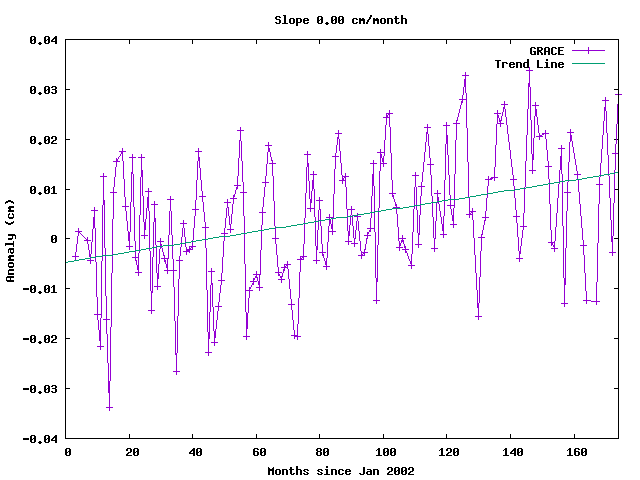 Slope 0.00 cm/month
GRACE
Trend Line
0.04
0.03
0.02
0.01
0
-0.01
-0.02
-0.03
-0.04
Anomaly (cm)
0 20 40 60 80 100 120 140 160
Months since Jan 2002